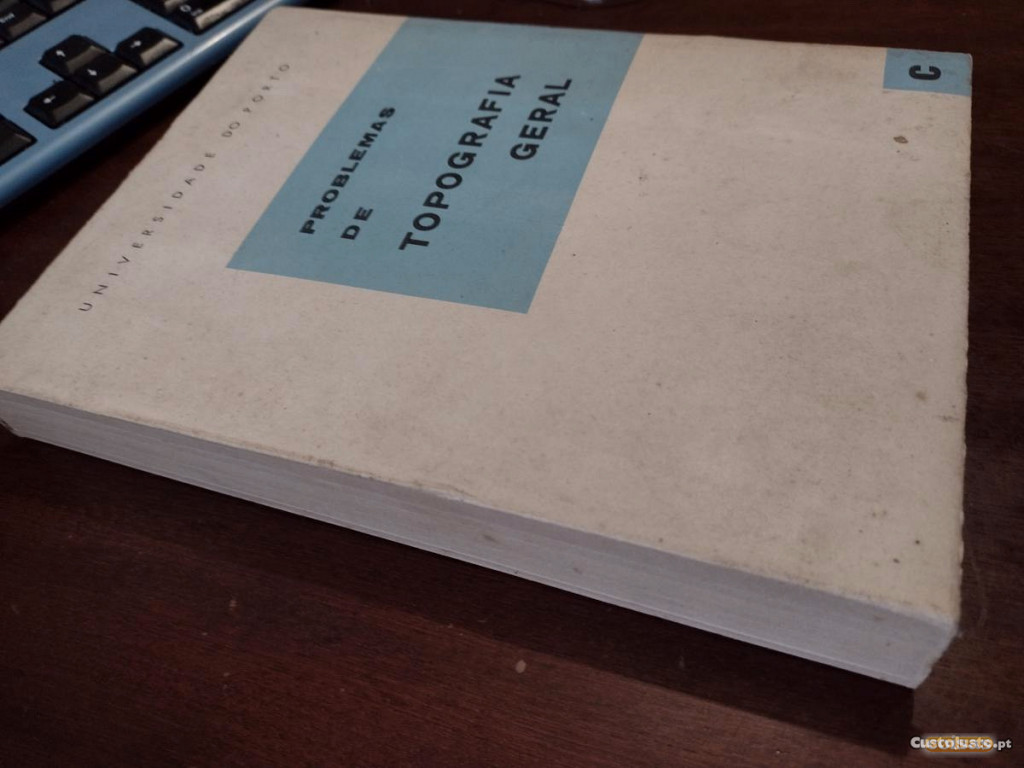 UNIVERSIDADE DO PORTO
PROBLEMAS
DE
TOPOGRAFIA
GERAL
C
CustoJusto.pt